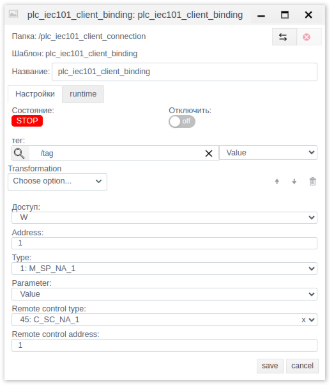 plc_iec101_client_binding: plc_iec101_client_binding
Папка: /plc_iec101_client_connection
Шаблон: plc_iec101_client_binding
Название: plc_iec101_client_binding
Настройки runtime
Состояние: Отключить:
STOP off
тег:
/tag Value
Transformation
Choose option...
Доступ:
W
Address:
1
Type:
1: M_SP_NA_1
Parameter:
Value
Remote control type:
45: C_SC_NA_1 x
Remote control address:
1
save cancel